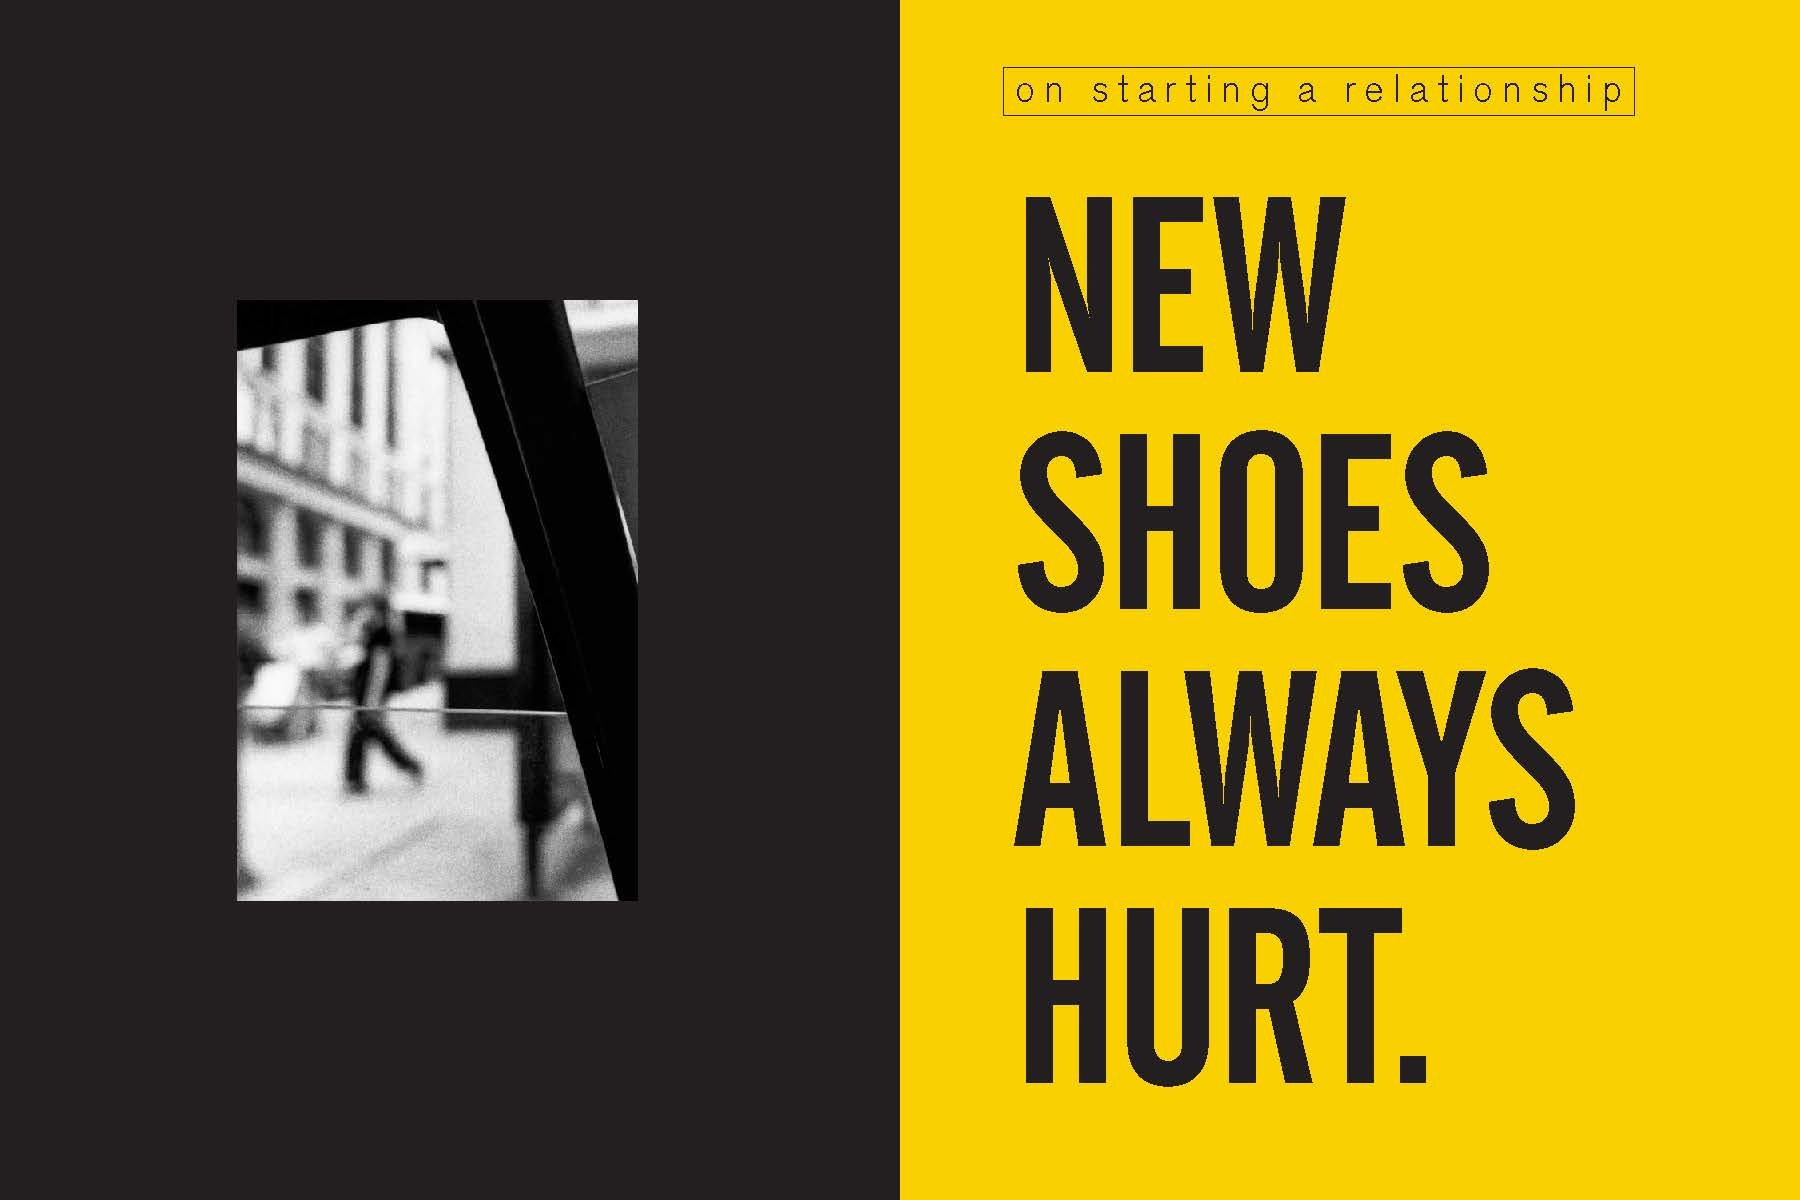 on starting a relationship
NEW
SHOES
ALWAYS
HURT.